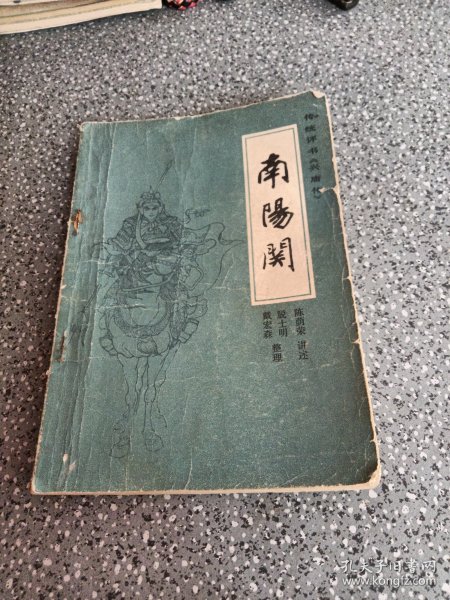 传统评书《兴唐传》
南陽関
陈荫荣 讲述
殷士明
戴宏森 整理
孔夫子旧书网
www.kongfz.com